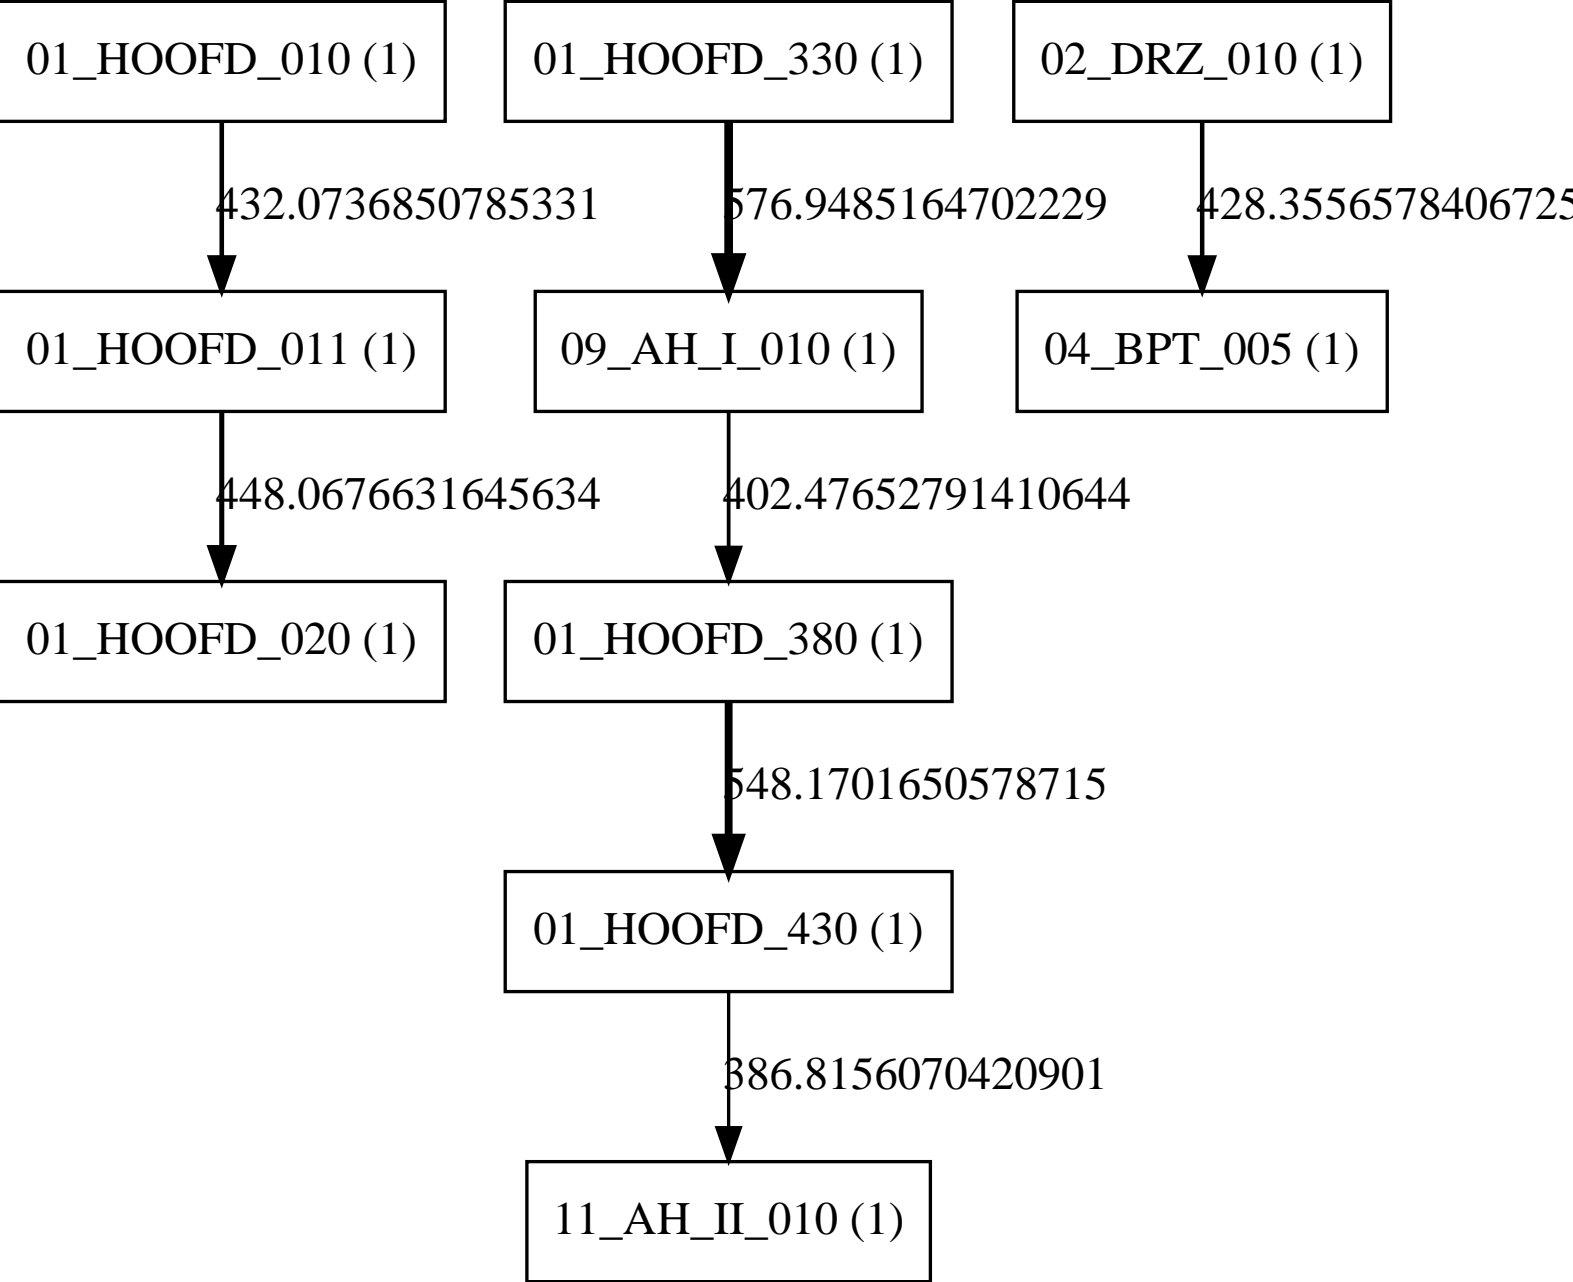 01_HOOFD_010 (1)
01_HOOFD_330 (1)
02_DRZ_010 (1)
432.0736850785331
576.9485164702229
428.3556578406725
01_HOOFD_011 (1)
09_AH_I_010 (1)
04_BPT_005 (1)
448.0676631645634
402.47652791410644
01_HOOFD_020 (1)
01_HOOFD_380 (1)
548.1701650578715
01_HOOFD_430 (1)
386.8156070420901
11_AH_II_010 (1)